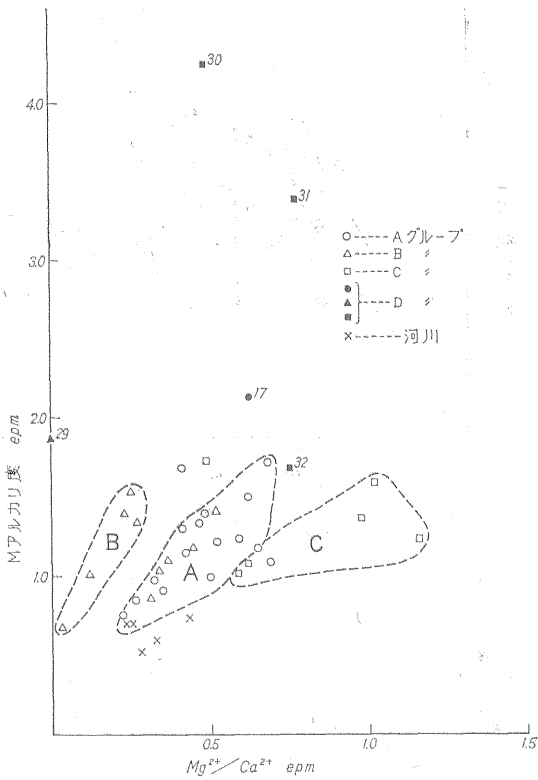 30
4.0
31
○----Aグループ
△----B 〃
□----C 〃
●
▲ }----D 〃
■
×----河川
3.0
17
2.0
29
32
Mアルカリ度 epm
B
A
C
1.0
0.5
1.0
1.5
Mg²⁺/Ca²⁺ epm